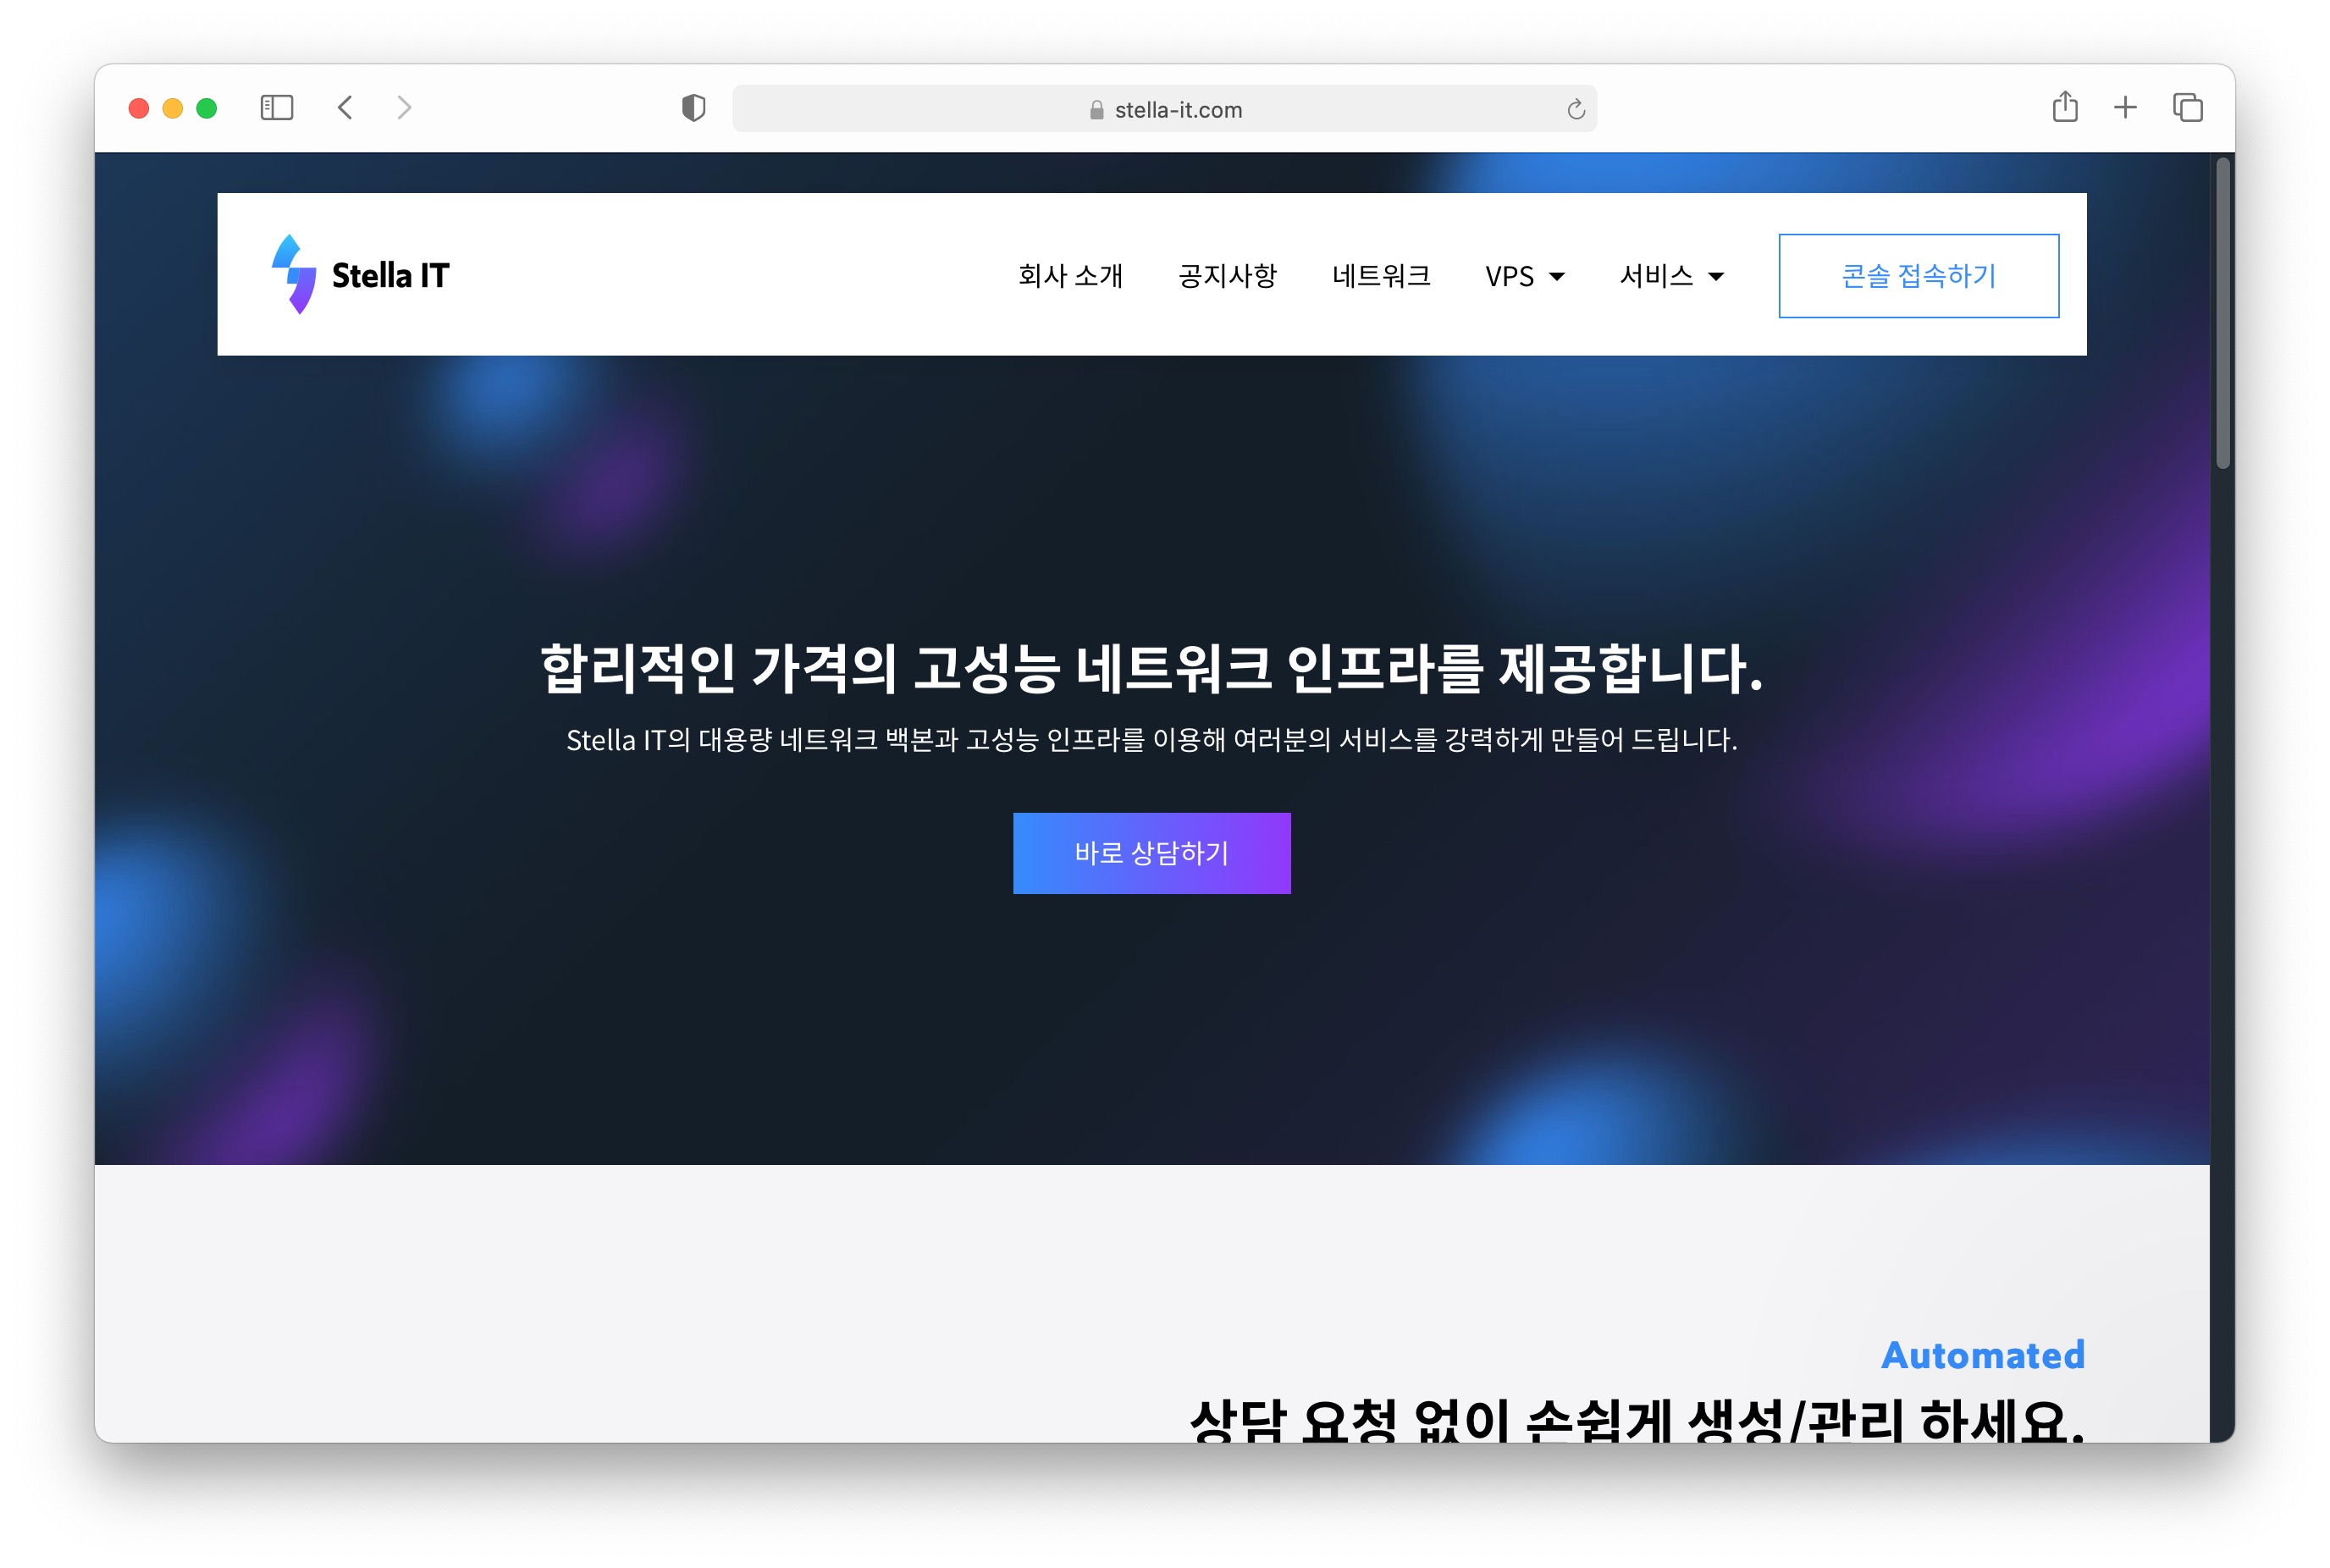 stella-it.com
Stella IT
회사 소개
공지사항
네트워크
VPS
서비스
콘솔 접속하기
합리적인 가격의 고성능 네트워크 인프라를 제공합니다.
Stella IT의 대용량 네트워크 백본과 고성능 인프라를 이용해 여러분의 서비스를 강력하게 만들어 드립니다.
바로 상담하기
Automated
상담 요청 없이 손쉽게 생성/관리 하세요.